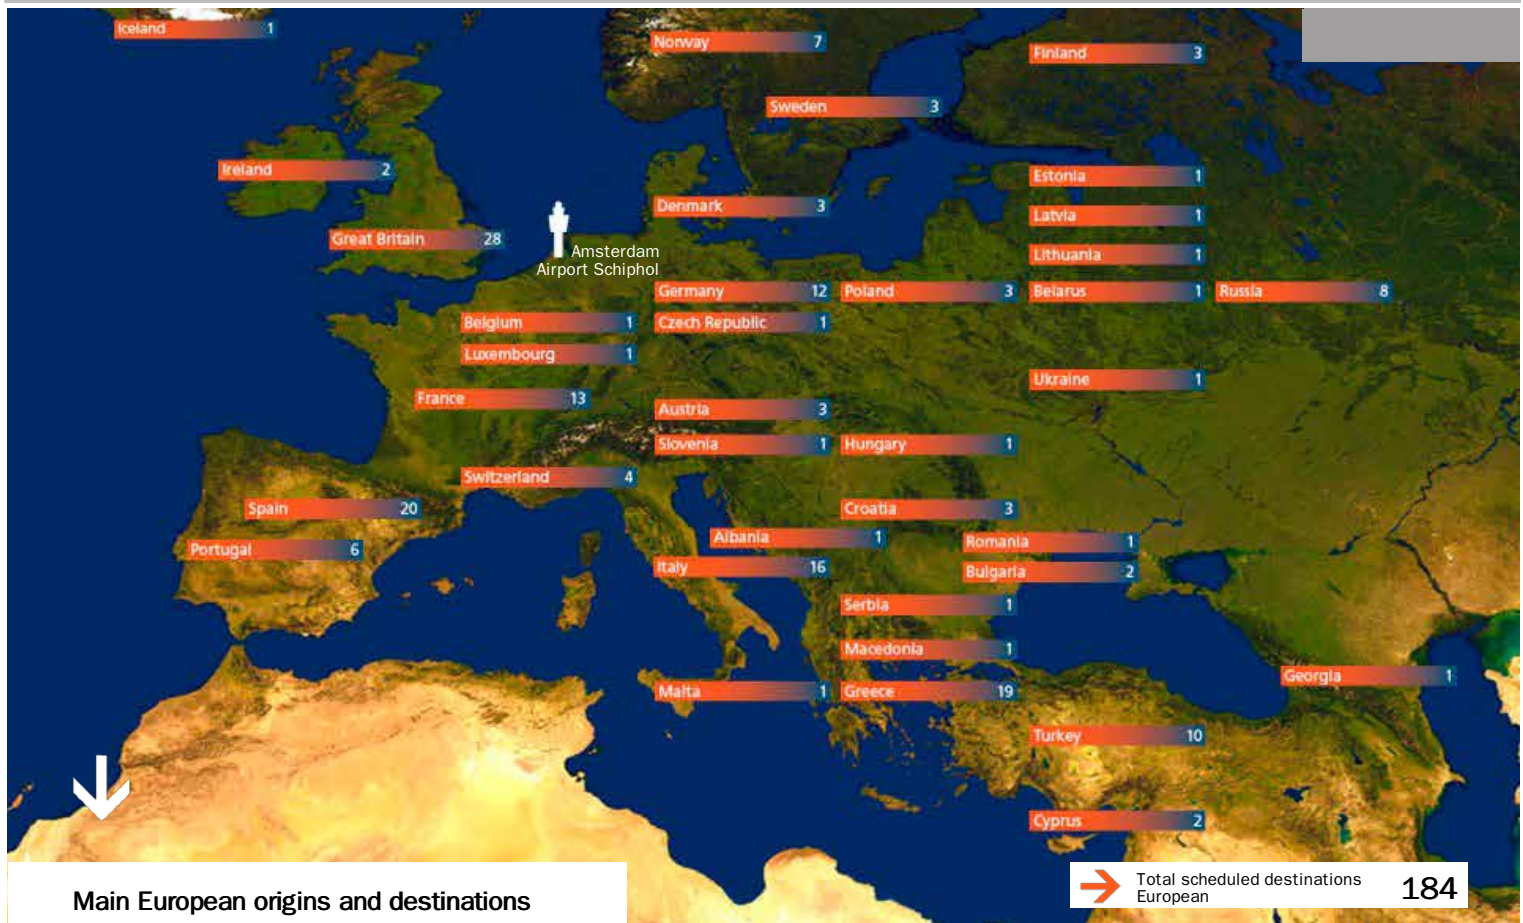 Iceland 1
Norway 7
Finland 3
Sweden 3
Ireland 2
Estonia 1
Denmark 3
Latvia 1
Great Britain 28
Amsterdam
Airport Schiphol
Lithuania 1
Germany 12
Poland 3
Belarus 1
Russia 8
Belgium 1
Czech Republic 1
Luxembourg 1
Ukraine 1
France 13
Austria 3
Slovenia 1
Hungary 1
Switzerland 4
Spain 20
Croatia 3
Albania 1
Romania 1
Portugal 6
Italy 16
Bulgaria 2
Serbia 1
Macedonia 1
Georgia 1
Malta 1
Greece 19
Turkey 10
Cyprus 2
Main European origins and destinations
Total scheduled destinations
European
184